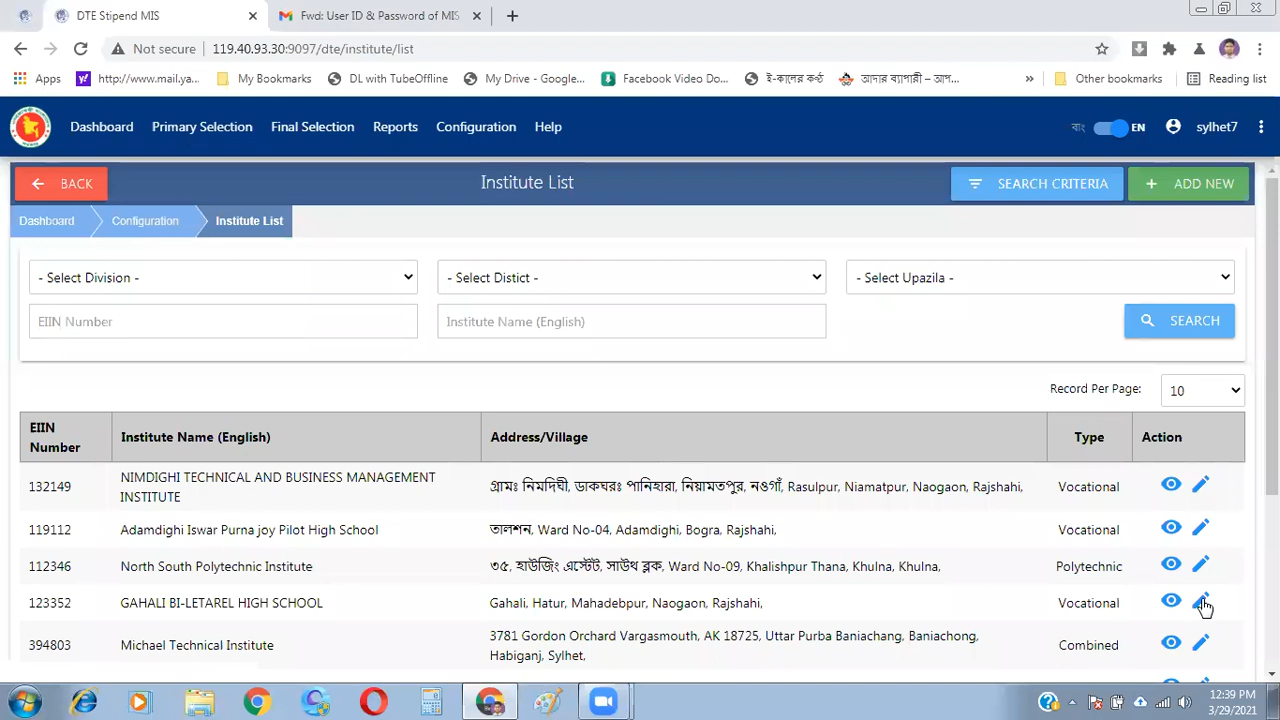 DTE Stipend MIS
Fwd: User ID & Password of MIS
Not secure | 119.40.93.30:9097/dte/institute/list
Apps http://www.mail.ya... My Bookmarks DL with TubeOffline My Drive - Google... Facebook Video Do... ই-কালের কণ্ঠ আদার ব্যাপারী – আপ... » Other bookmarks Reading list
Dashboard Primary Selection Final Selection Reports Configuration Help বাং EN sylhet7
BACK Institute List SEARCH CRITERIA + ADD NEW
Dashboard Configuration Institute List
- Select Division - - Select Distict - - Select Upazila -
EIIN Number Institute Name (English) SEARCH
Record Per Page: 10
EIIN Number Institute Name (English) Address/Village Type Action
132149 NIMDIGHI TECHNICAL AND BUSINESS MANAGEMENT INSTITUTE গ্রামঃ নিমদিঘী, ডাকঘরঃ পানিহারা, নিয়ামতপুর, নওগাঁ, Rasulpur, Niamatpur, Naogaon, Rajshahi, Vocational
119112 Adamdighi Iswar Purna joy Pilot High School তালশন, Ward No-04, Adamdighi, Bogra, Rajshahi, Vocational
112346 North South Polytechnic Institute ৩৫, হাউজিং এস্টেট, সাউথ ব্লক, Ward No-09, Khalishpur Thana, Khulna, Khulna, Polytechnic
123352 GAHALI BI-LETAREL HIGH SCHOOL Gahali, Hatur, Mahadebpur, Naogaon, Rajshahi, Vocational
394803 Michael Technical Institute 3781 Gordon Orchard Vargasmouth, AK 18725, Uttar Purba Baniachang, Baniachong, Habiganj, Sylhet, Combined
12:39 PM
3/29/2021